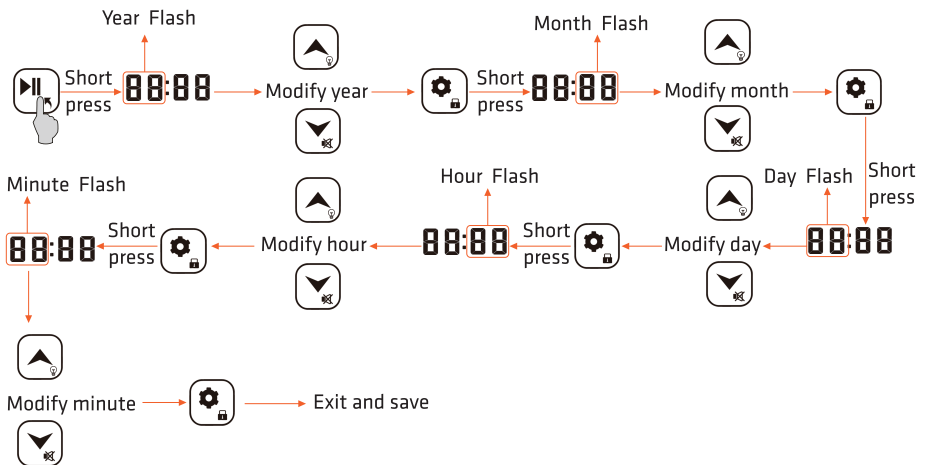 Year Flash
Month Flash
Short
press
88:88
Modify year
Short
press
88:88
Modify month
Short
press
Minute Flash
Hour Flash
Day Flash
88:88
Short
press
Modify hour
88:88
Short
press
Modify day
88:88
Modify minute
Exit and save